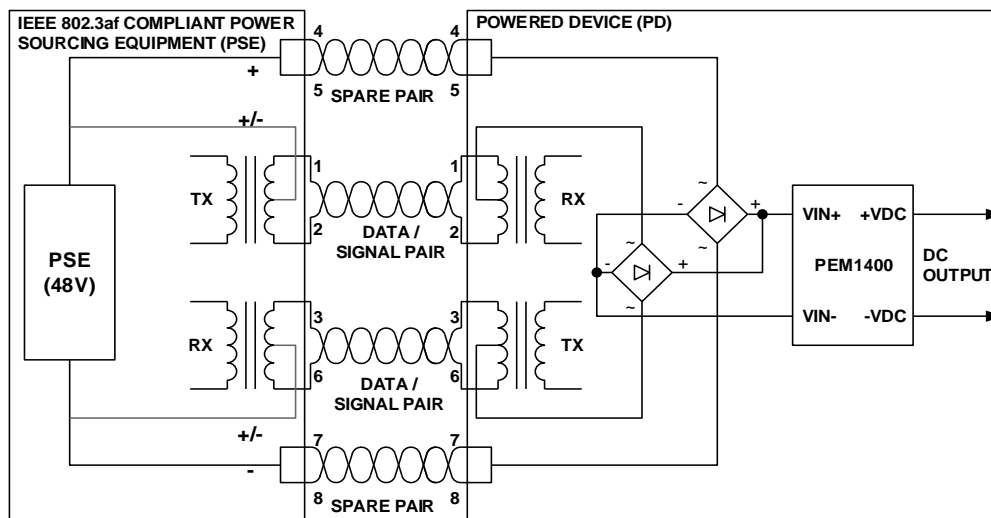 IEEE 802.3af COMPLIANT POWER
SOURCING EQUIPMENT (PSE)
POWERED DEVICE (PD)
4
4
+
5
5
SPARE PAIR
+/-
1
1
TX
RX
2
2
DATA /
SIGNAL PAIR
PSE
(48V)
~
-
+
~
~
-
+
~
VIN+
+VDC
PEM1400
DC
OUTPUT
VIN-
-VDC
3
3
RX
TX
6
6
DATA /
SIGNAL PAIR
+/-
-
7
7
8
8
SPARE PAIR